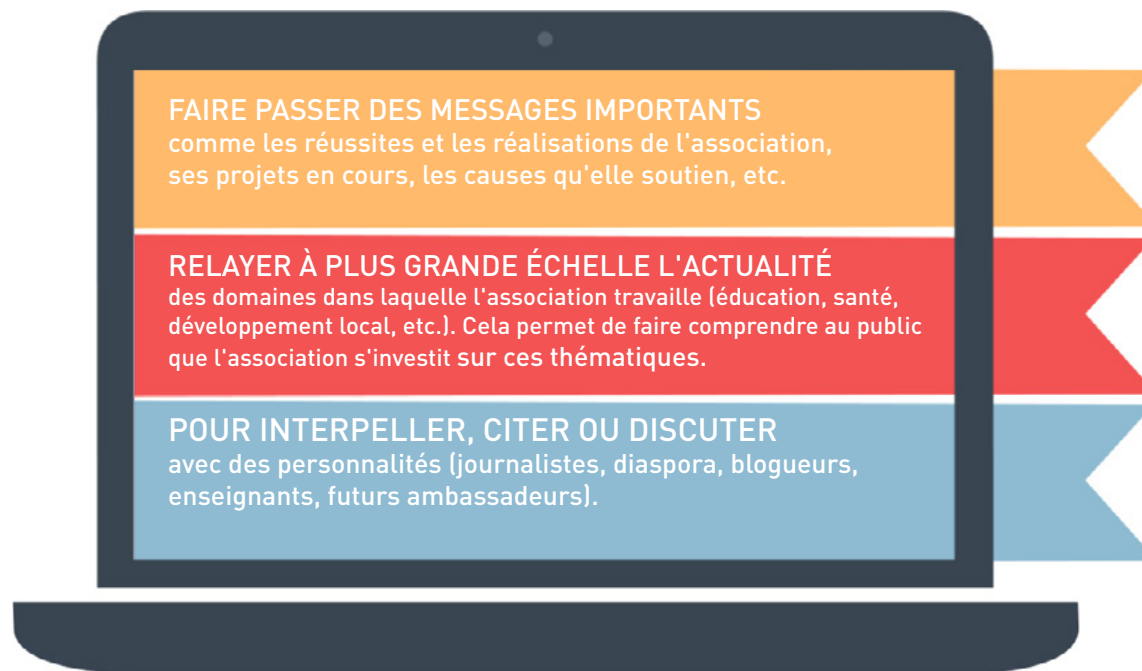 FAIRE PASSER DES MESSAGES IMPORTANTS
comme les réussites et les réalisations de l'association,
ses projets en cours, les causes qu'elle soutien, etc.
RELAYER À PLUS GRANDE ÉCHELLE L'ACTUALITÉ
des domaines dans laquelle l'association travaille (éducation, santé,
développement local, etc.). Cela permet de faire comprendre au public
que l'association s'investit sur ces thématiques.
POUR INTERPELLER, CITER OU DISCUTER
avec des personnalités (journalistes, diaspora, blogueurs,
enseignants, futurs ambassadeurs).